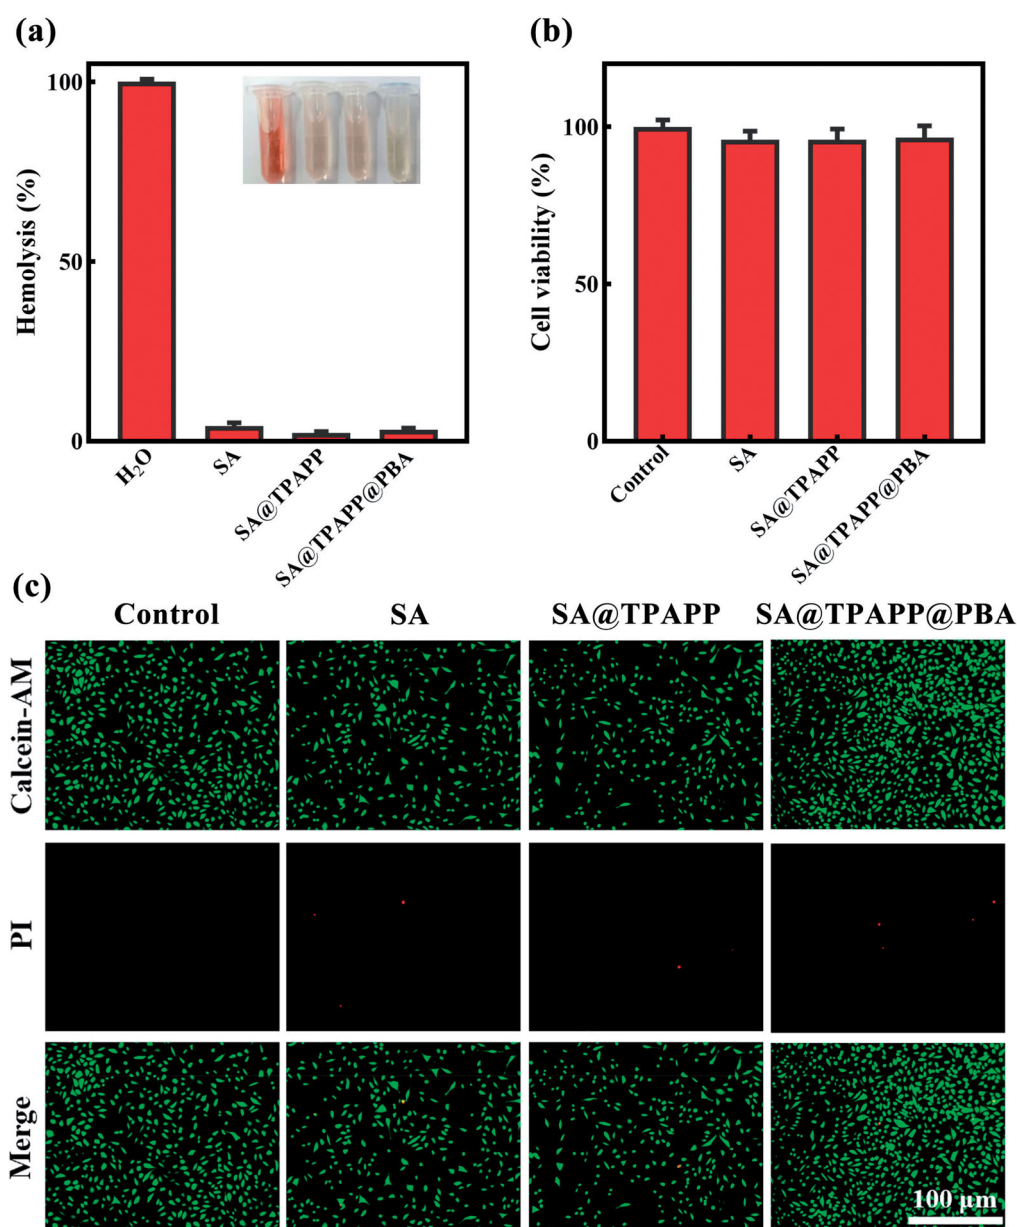 (a)
(b)
Hemolysis (%)
100
50
0
H₂O
SA
SA@TPAPP
SA@TPAPP@PBA
Cell viability (%)
100
50
0
Control
SA
SA@TPAPP
SA@TPAPP@PBA
(c)
Control SA SA@TPAPP SA@TPAPP@PBA
Calcein-AM
PI
Merge
100 μm